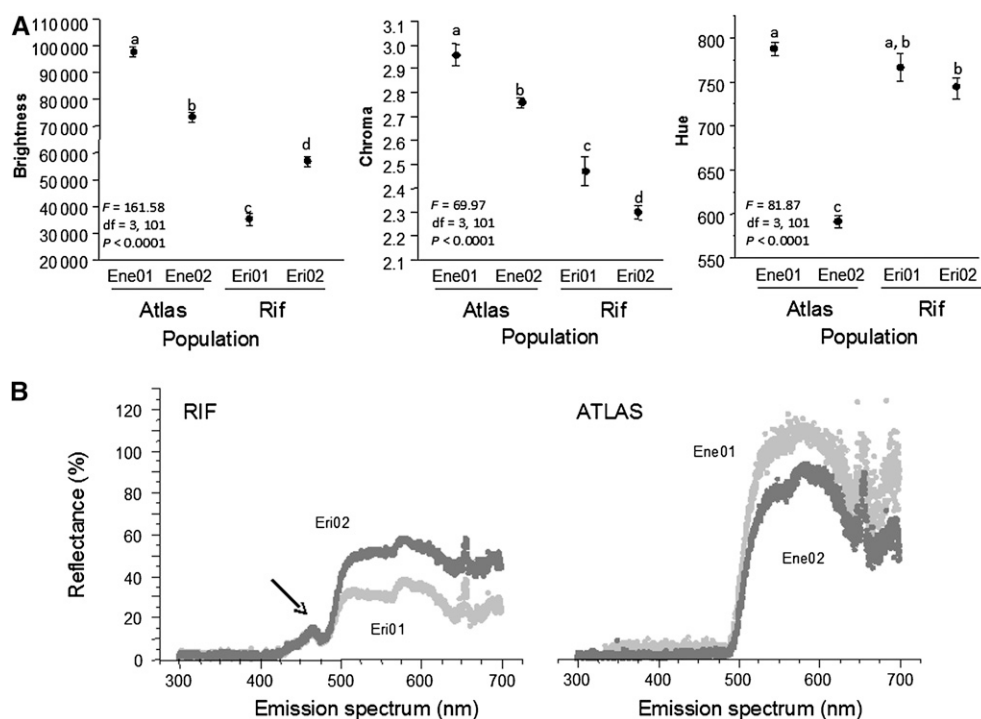 A
110 000
100 000
90 000
80 000
70 000
60 000
50 000
40 000
30 000
20 000
Brightness
a
b
c
d
F = 161.58
df = 3, 101
P < 0.0001
Ene01 Ene02 Eri01 Eri02
Atlas Rif
Population
3.1
3.0
2.9
2.8
2.7
2.6
2.5
2.4
2.3
2.2
2.1
Chroma
a
b
c
d
F = 69.97
df = 3, 101
P < 0.0001
Ene01 Ene02 Eri01 Eri02
Atlas Rif
Population
800
750
700
650
600
550
Hue
a
a, b
b
c
F = 81.87
df = 3, 101
P < 0.0001
Ene01 Ene02 Eri01 Eri02
Atlas Rif
Population
B
RIF
120
100
80
60
40
20
0
Reflectance (%)
Eri02
Eri01
300 400 500 600 700
Emission spectrum (nm)
ATLAS
Ene01
Ene02
300 400 500 600 700
Emission spectrum (nm)